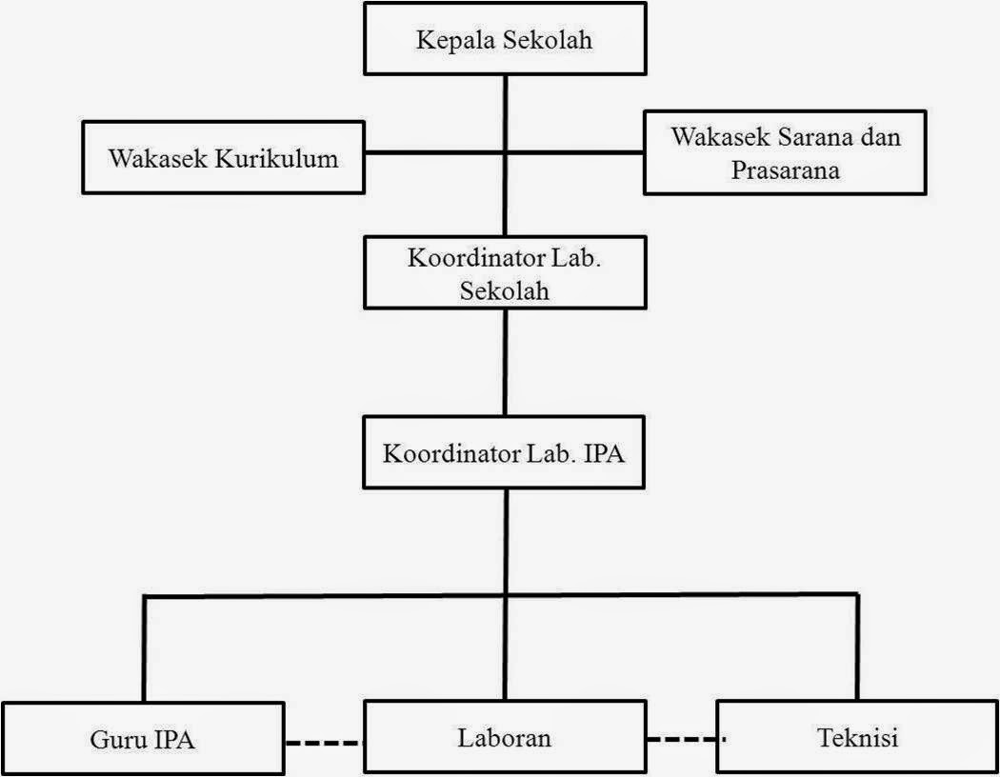 Kepala Sekolah
Wakasek Kurikulum
Wakasek Sarana dan
Prasarana
Koordinator Lab.
Sekolah
Koordinator Lab. IPA
Guru IPA
Laboran
Teknisi